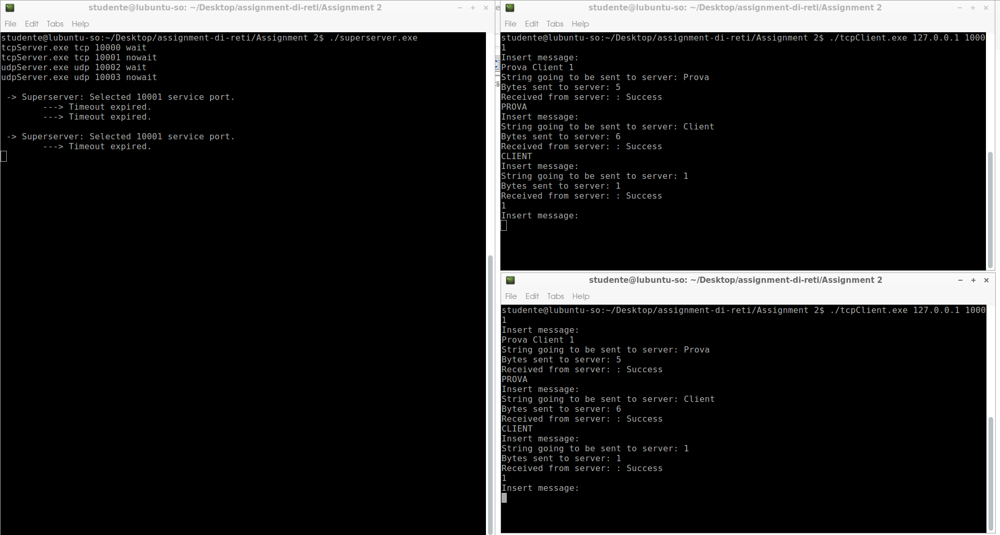 studente@lubuntu-so: ~/Desktop/assignment-di-reti/Assignment 2
File Edit Tabs Help
studente@lubuntu-so:~/Desktop/assignment-di-reti/Assignment 2$ ./superserver.exe
tcpServer.exe tcp 10000 wait
tcpServer.exe tcp 10001 nowait
udpServer.exe udp 10002 wait
udpServer.exe udp 10003 nowait
-> Superserver: Selected 10001 service port.
---> Timeout expired.
---> Timeout expired.
-> Superserver: Selected 10001 service port.
---> Timeout expired.
studente@lubuntu-so: ~/Desktop/assignment-di-reti/Assignment 2
File Edit Tabs Help
studente@lubuntu-so:~/Desktop/assignment-di-reti/Assignment 2$ ./tcpClient.exe 127.0.0.1 1000
1
Insert message:
Prova Client 1
String going to be sent to server: Prova
Bytes sent to server: 5
Received from server: : Success
PROVA
Insert message:
String going to be sent to server: Client
Bytes sent to server: 6
Received from server: : Success
CLIENT
Insert message:
String going to be sent to server: 1
Bytes sent to server: 1
Received from server: : Success
1
Insert message:
studente@lubuntu-so: ~/Desktop/assignment-di-reti/Assignment 2
File Edit Tabs Help
studente@lubuntu-so:~/Desktop/assignment-di-reti/Assignment 2$ ./tcpClient.exe 127.0.0.1 1000
1
Insert message:
Prova Client 1
String going to be sent to server: Prova
Bytes sent to server: 5
Received from server: : Success
PROVA
Insert message:
String going to be sent to server: Client
Bytes sent to server: 6
Received from server: : Success
CLIENT
Insert message:
String going to be sent to server: 1
Bytes sent to server: 1
Received from server: : Success
1
Insert message: